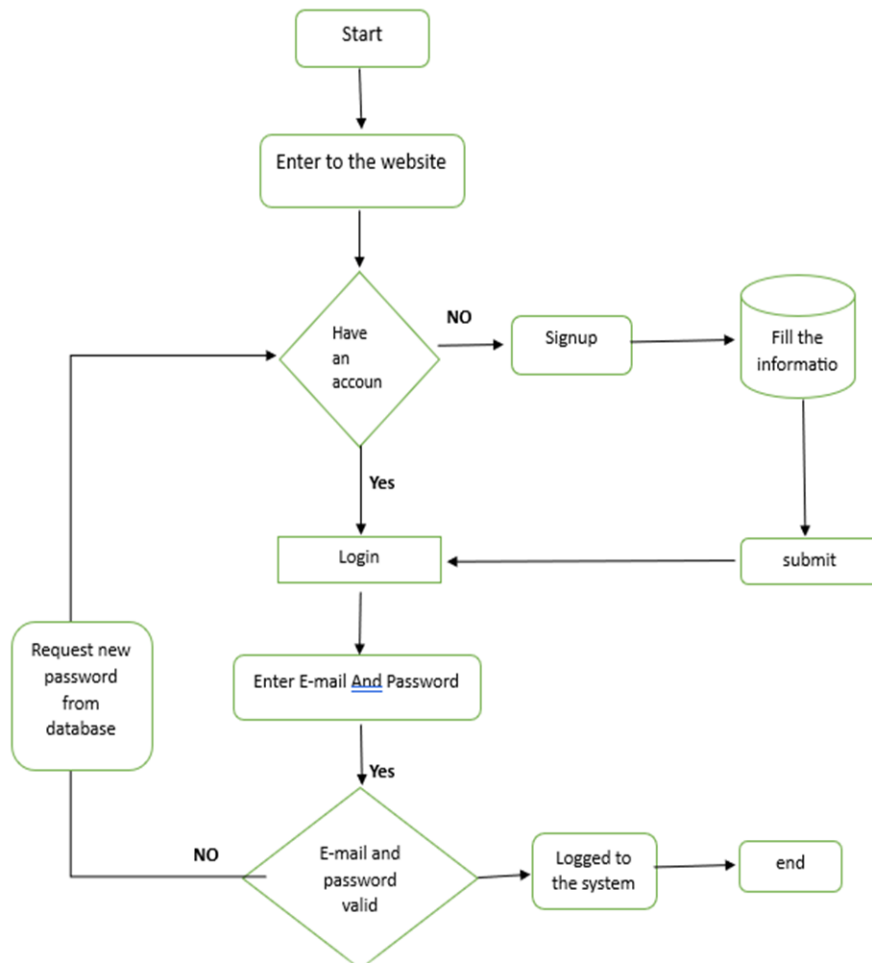 Start
Enter to the website
Have
an
accoun
NO
Signup
Fill the
informatio
Yes
Login
submit
Request new
password
from
database
Enter E-mail And Password
Yes
NO
E-mail and
password
valid
Logged to
the system
end